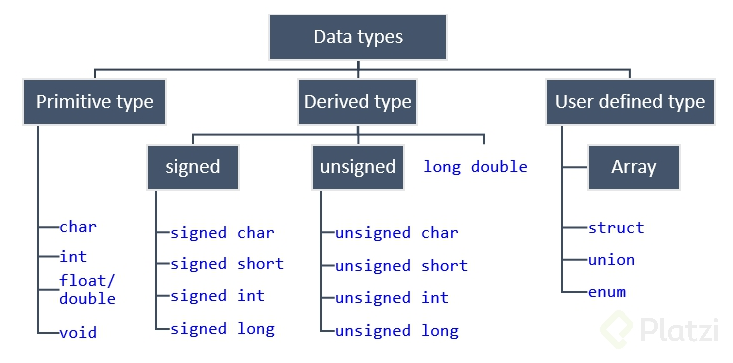 Data types
Primitive type
Derived type
User defined type
signed
unsigned
long double
Array
char
int
float/
double
void
signed char
signed short
signed int
signed long
unsigned char
unsigned short
unsigned int
unsigned long
struct
union
enum
Platzi